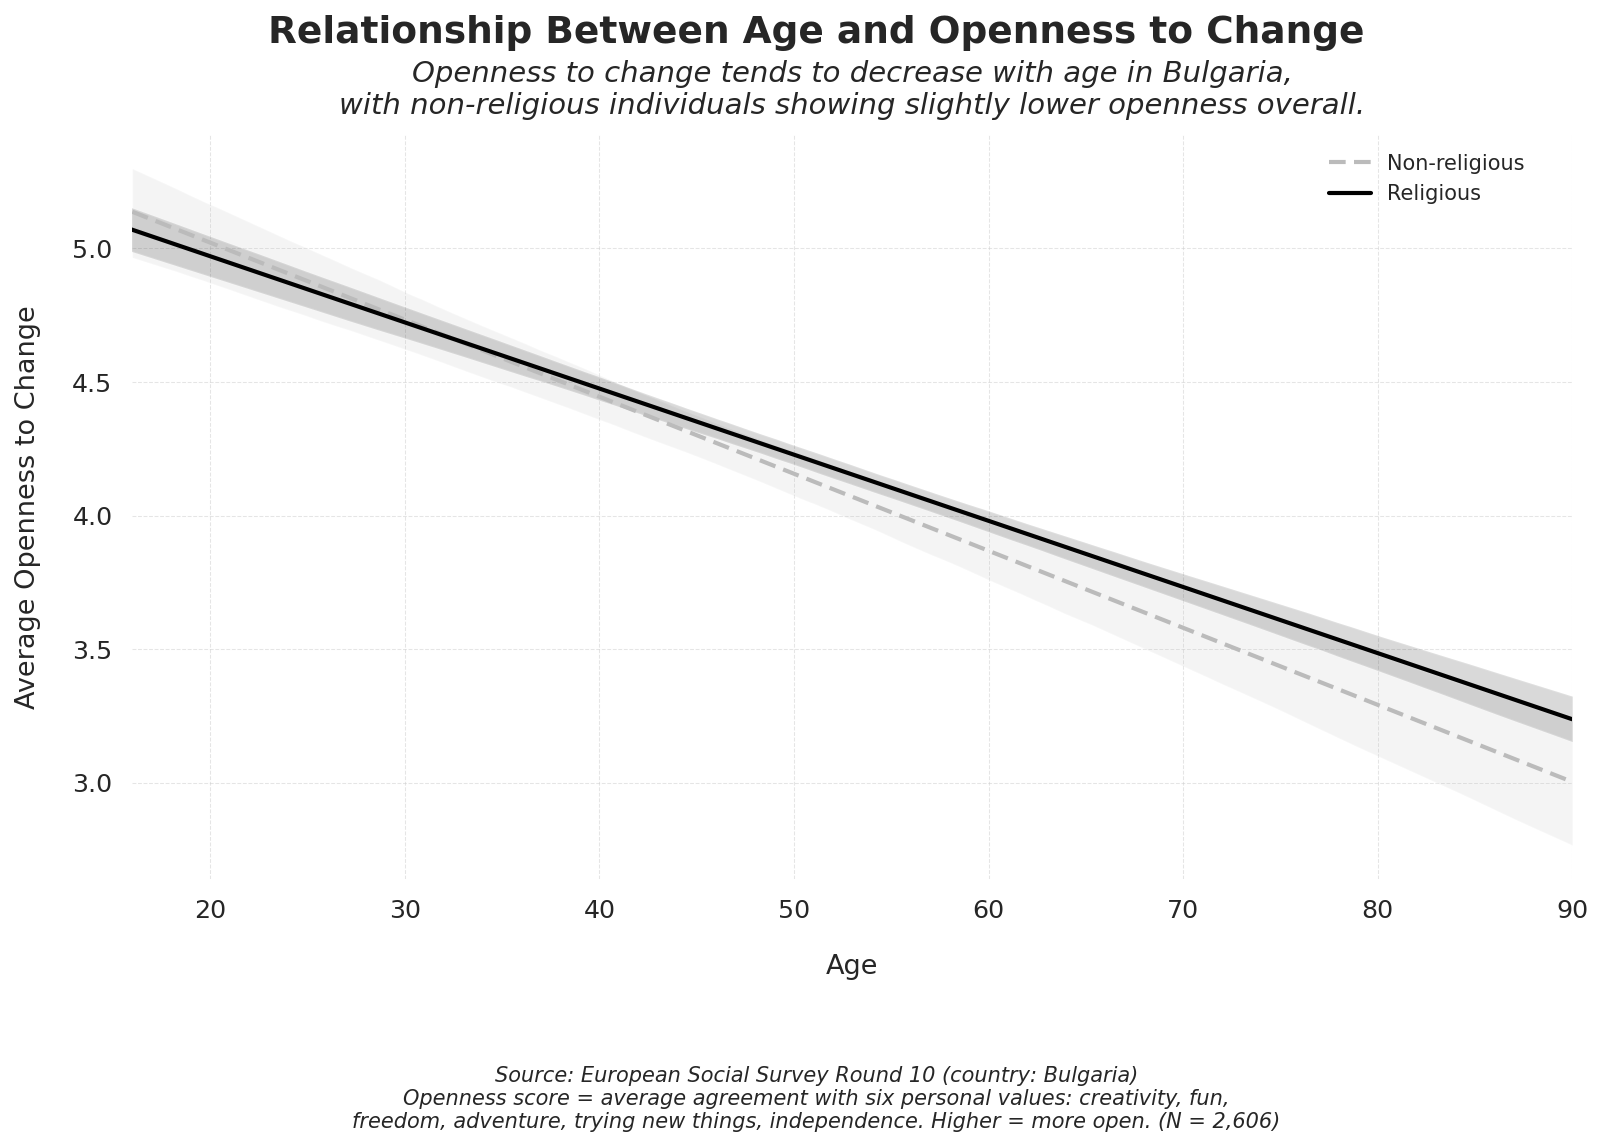 Relationship Between Age and Openness to Change
Openness to change tends to decrease with age in Bulgaria,
with non-religious individuals showing slightly lower openness overall.
Non-religious
Religious
Average Openness to Change
5.0
4.5
4.0
3.5
3.0
20 30 40 50 60 70 80 90
Age
Source: European Social Survey Round 10 (country: Bulgaria)
Openness score = average agreement with six personal values: creativity, fun,
freedom, adventure, trying new things, independence. Higher = more open. (N = 2,606)